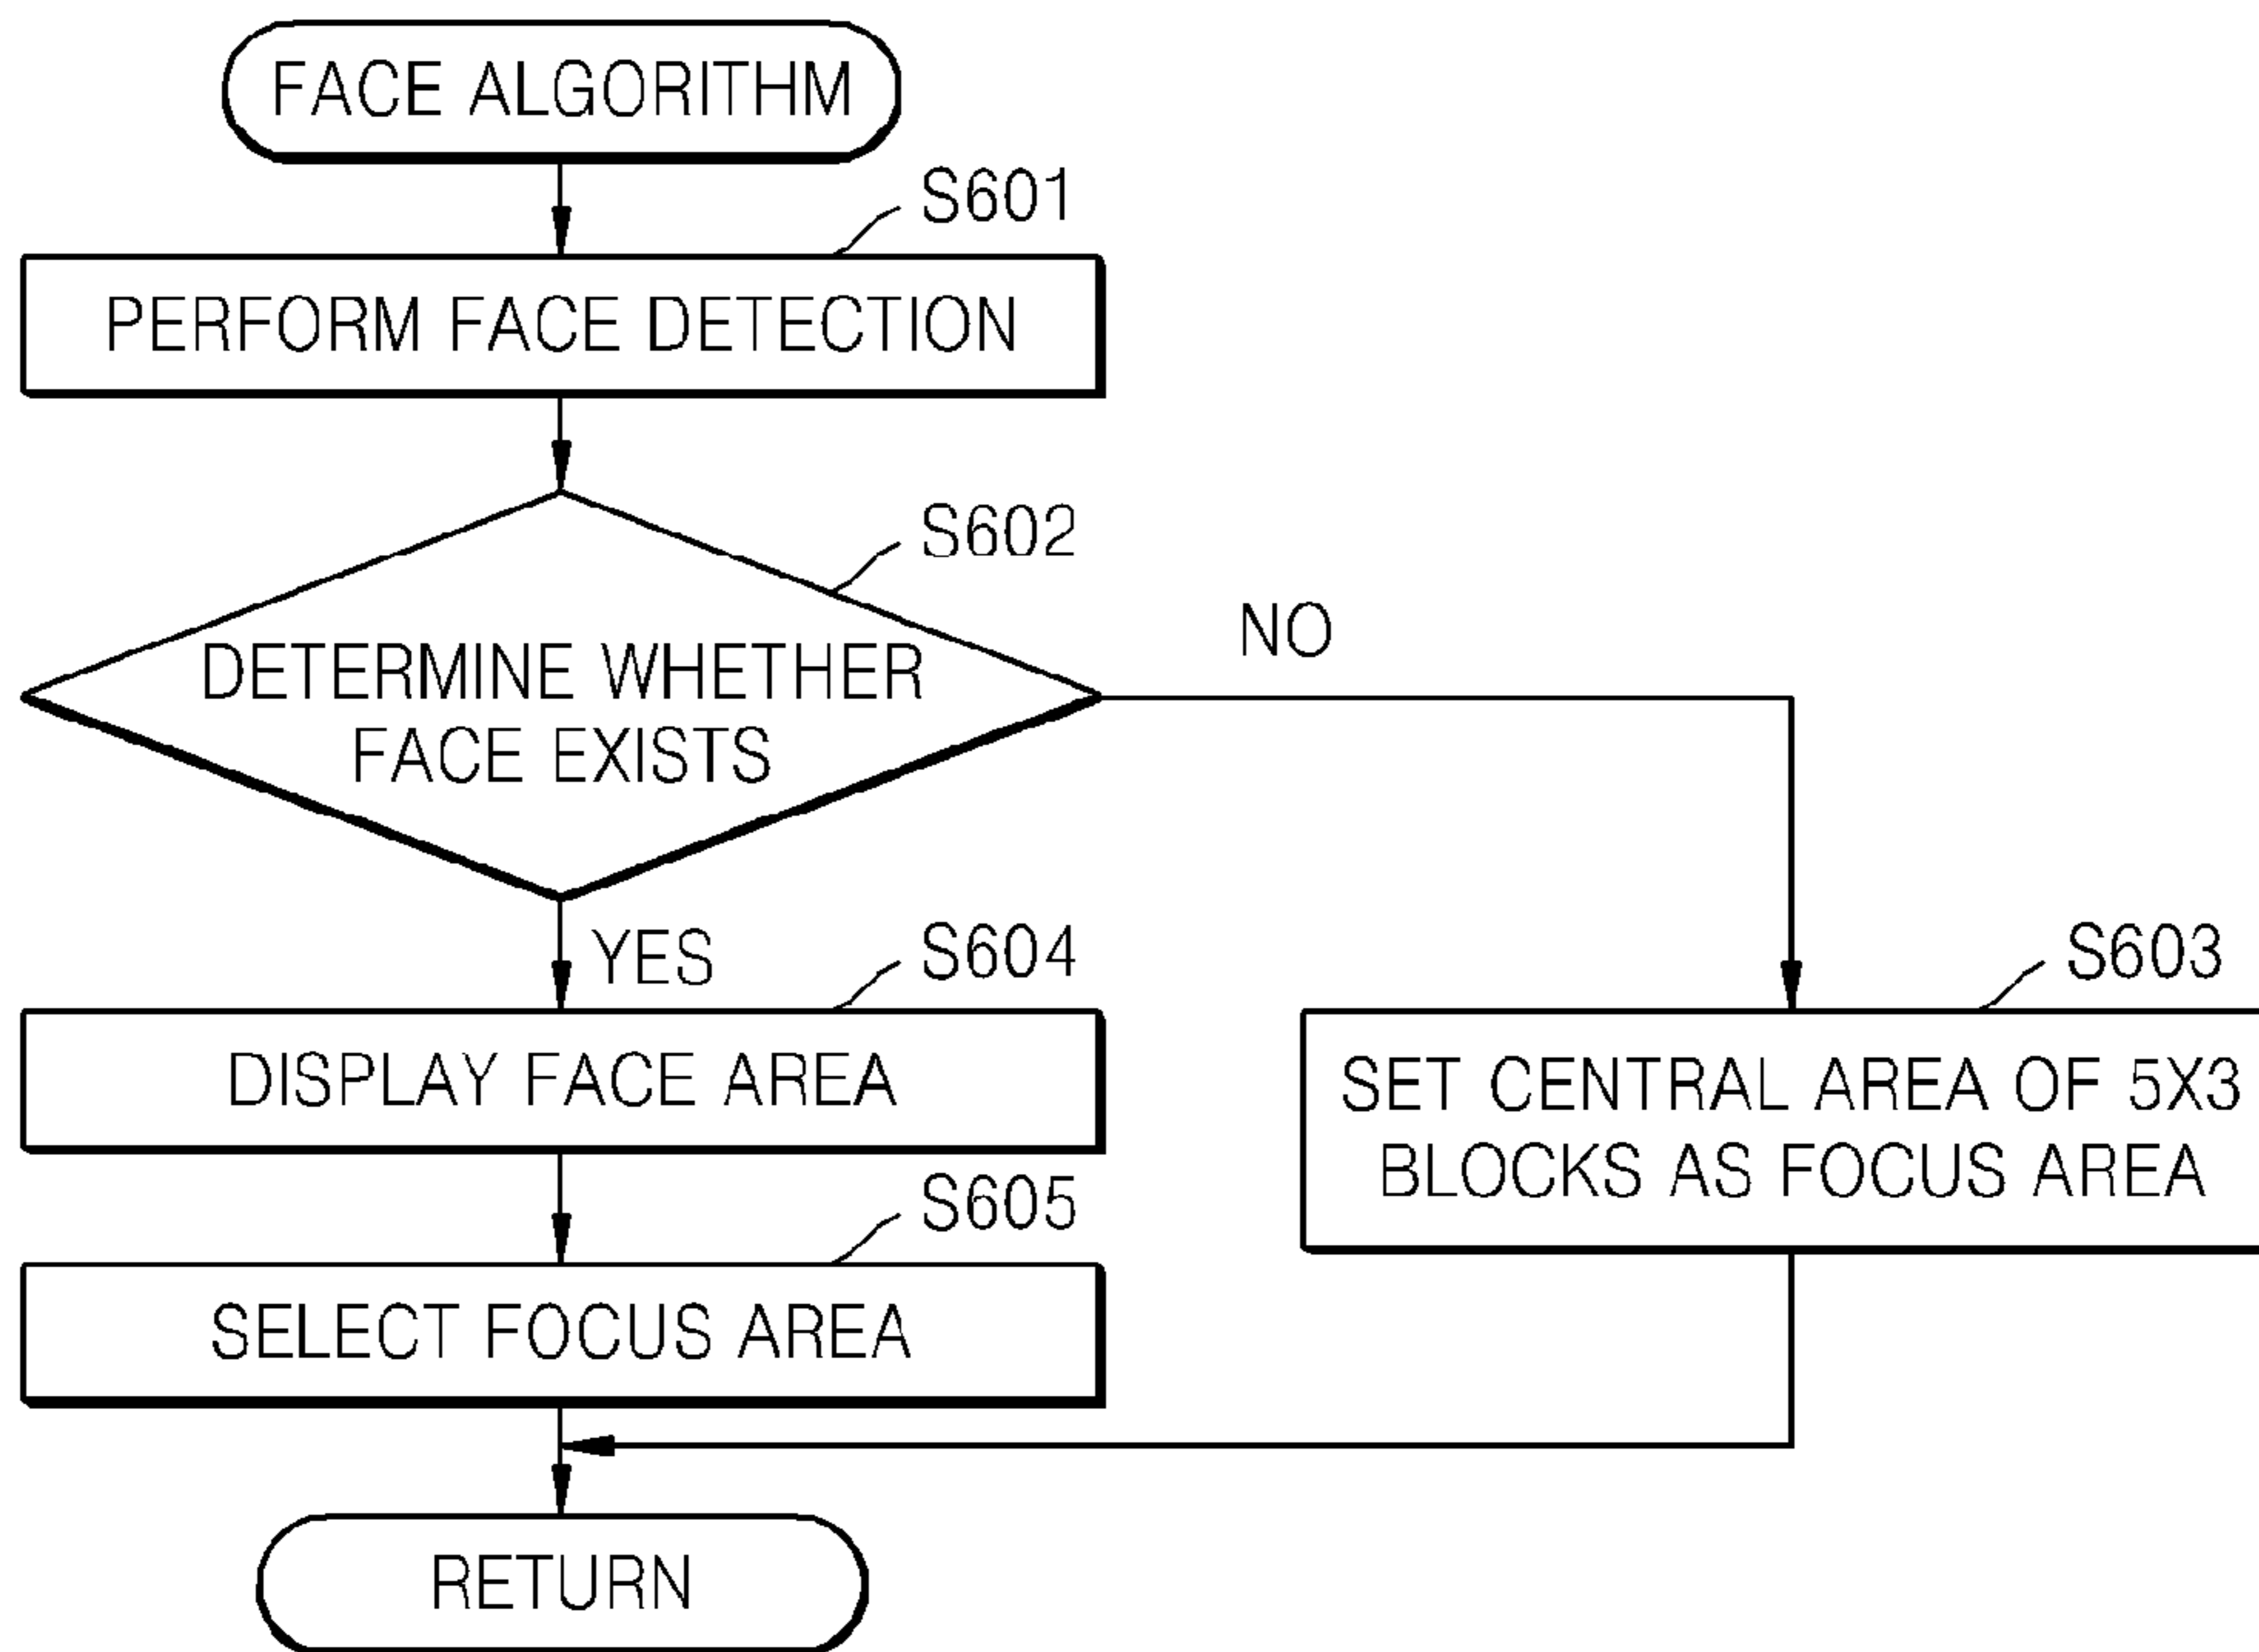 FACE ALGORITHM
S601
PERFORM FACE DETECTION
S602
DETERMINE WHETHER
FACE EXISTS
NO
YES
S604
DISPLAY FACE AREA
S603
SET CENTRAL AREA OF 5X3
BLOCKS AS FOCUS AREA
S605
SELECT FOCUS AREA
RETURN